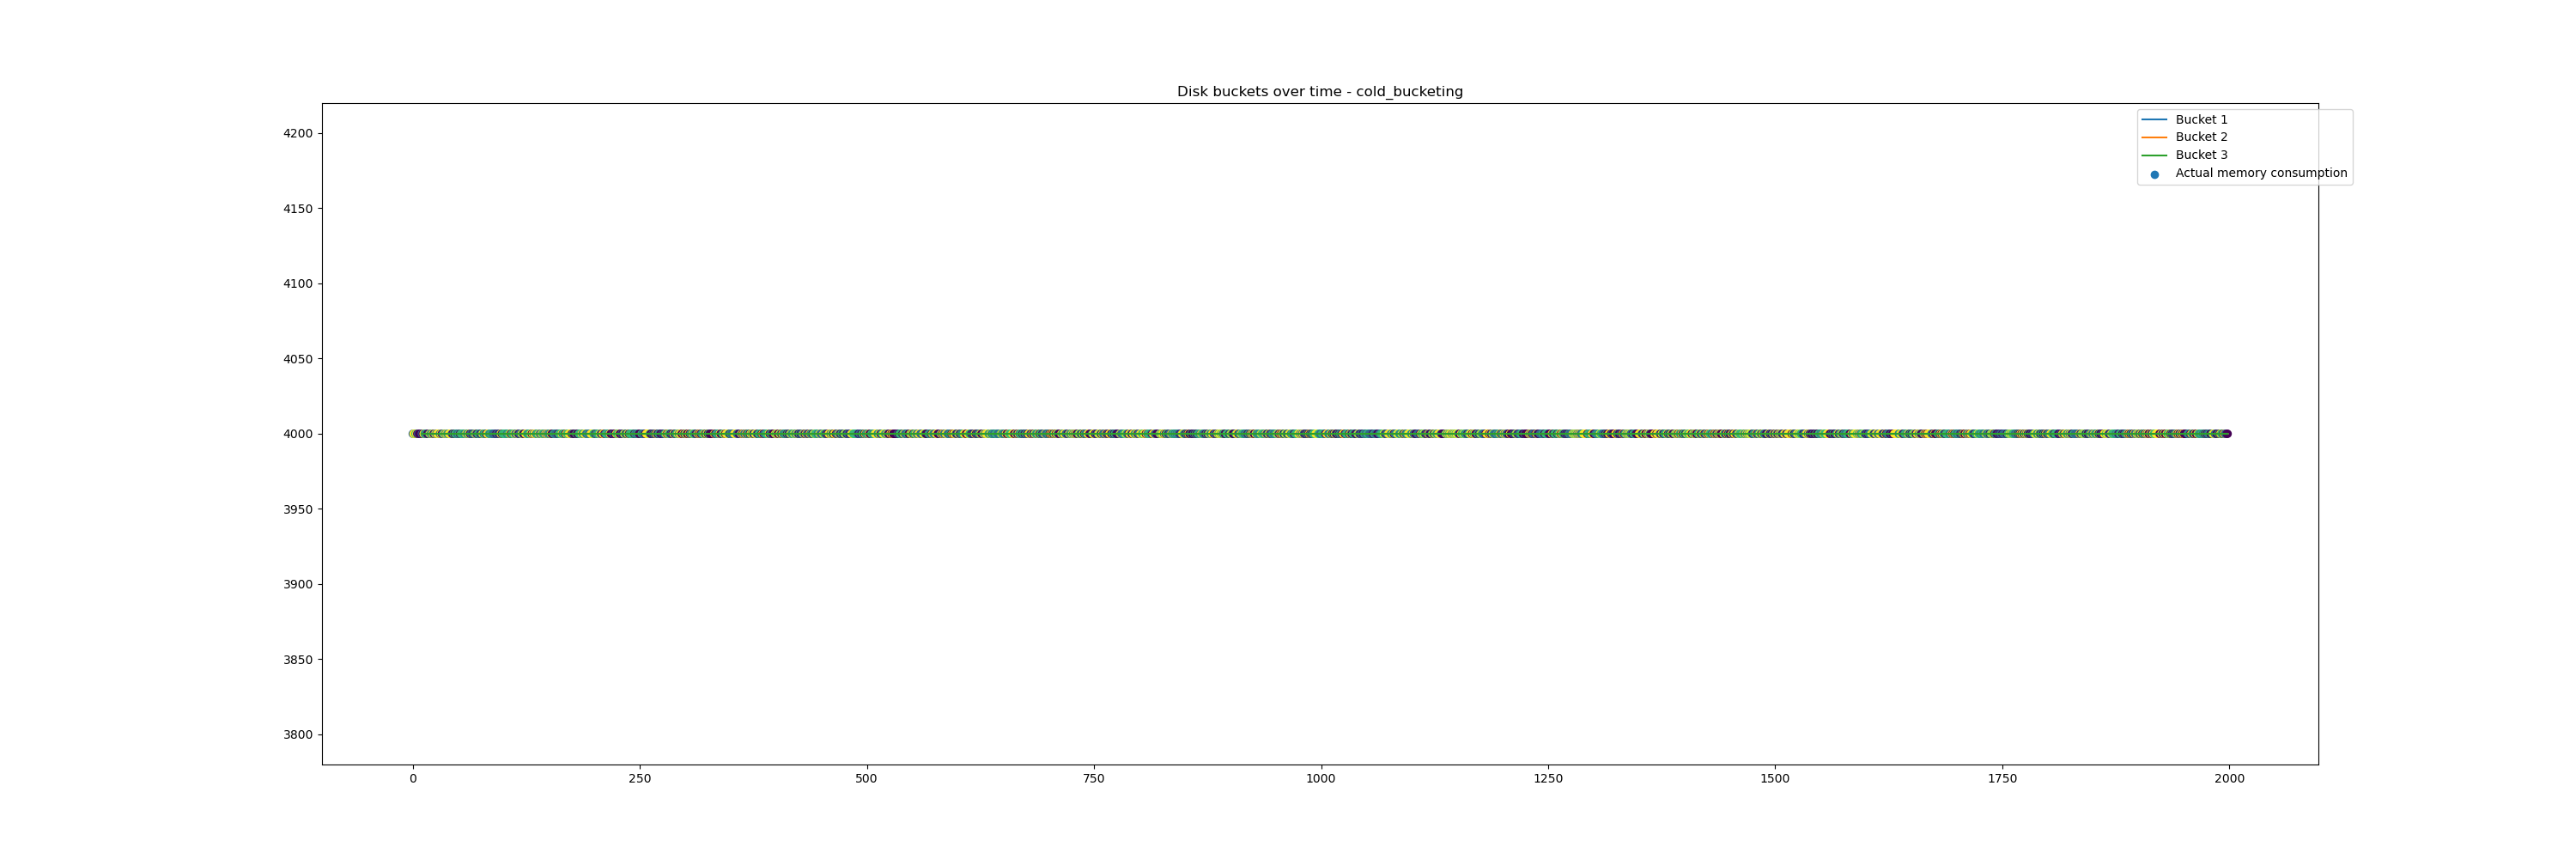 Disk buckets over time - cold_bucketing
Bucket 1
Bucket 2
Bucket 3
Actual memory consumption
4200
4150
4100
4050
4000
3950
3900
3850
3800
0 250 500 750 1000 1250 1500 1750 2000